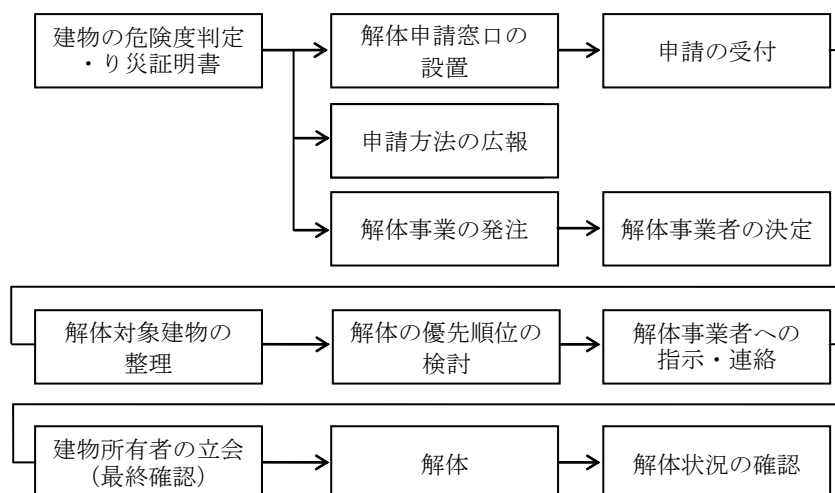 建物の危険度判定
・り災証明書
解体申請窓口の
設置
申請の受付
申請方法の広報
解体事業の発注
解体事業者の決定
解体対象建物の
整理
解体の優先順位の
検討
解体事業者への
指示・連絡
建物所有者の立会
（最終確認）
解体
解体状況の確認